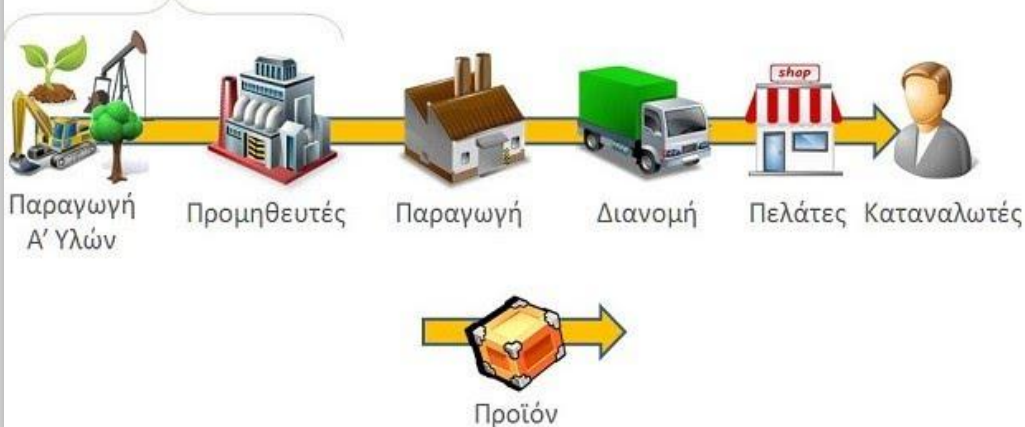 shop
Παραγωγή
Α' Υλών
Προμηθευτές
Παραγωγή
Διανομή
Πελάτες
Καταναλωτές
Προϊόν